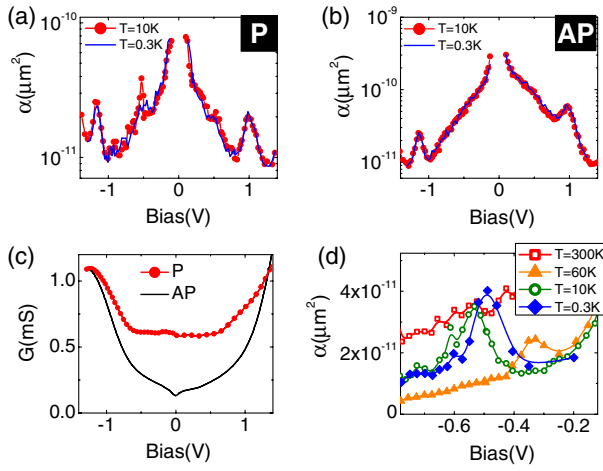 (a)
10⁻¹⁰
T=10K
T=0.3K
P
α(μm²)
10⁻¹¹
-1
0
1
Bias(V)
(b)
10⁻⁹
T=10K
T=0.3K
AP
α(μm²)
10⁻¹⁰
10⁻¹¹
-1
0
1
Bias(V)
(c)
1.0
P
AP
G(mS)
0.5
0.0
-1
0
1
Bias(V)
(d)
T=300K
T=60K
T=10K
T=0.3K
α(μm²)
4x10⁻¹¹
2x10⁻¹¹
0
-0.6
-0.4
-0.2
Bias(V)